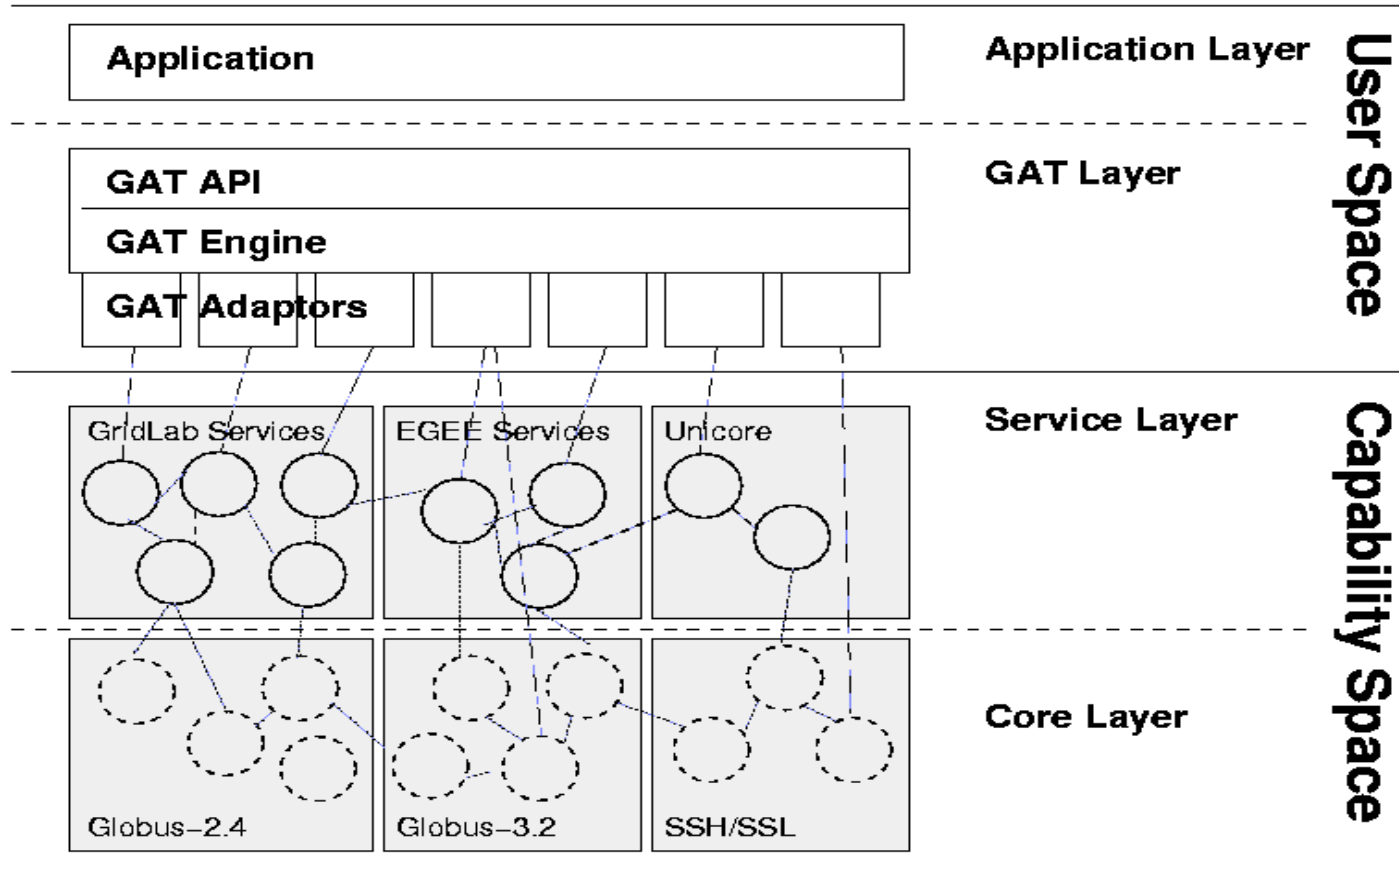 Application
Application Layer
User Space
GAT API
GAT Layer
GAT Engine
GAT Adaptors
GridLab Services
EGEE Services
Unicore
Service Layer
Capability Space
Core Layer
Globus-2.4
Globus-3.2
SSH/SSL